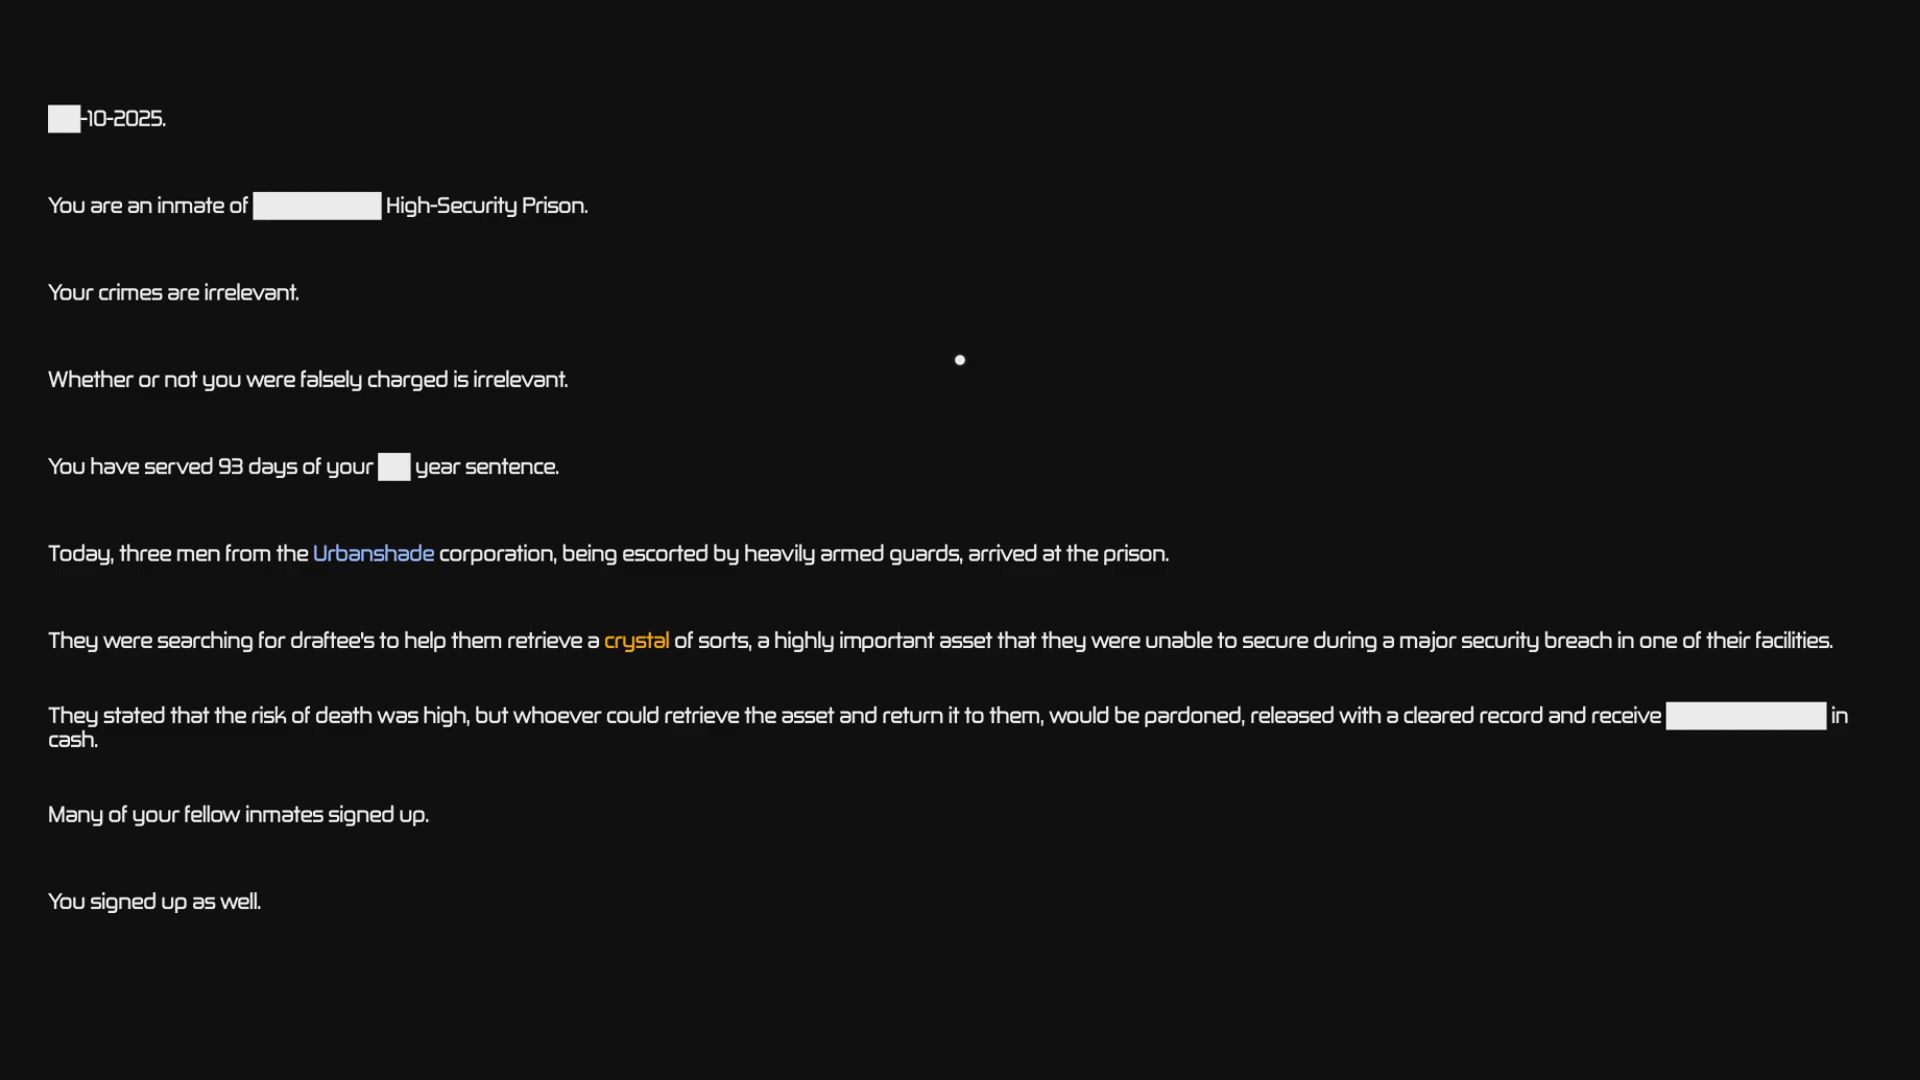 -10-2025.
You are an inmate of High-Security Prison.
Your crimes are irrelevant.
Whether or not you were falsely charged is irrelevant.
You have served 93 days of your year sentence.
Today, three men from the Urbanshade corporation, being escorted by heavily armed guards, arrived at the prison.
They were searching for draftee's to help them retrieve a crystal of sorts, a highly important asset that they were unable to secure during a major security breach in one of their facilities.
They stated that the risk of death was high, but whoever could retrieve the asset and return it to them, would be pardoned, released with a cleared record and receive in
cash.
Many of your fellow inmates signed up.
You signed up as well.